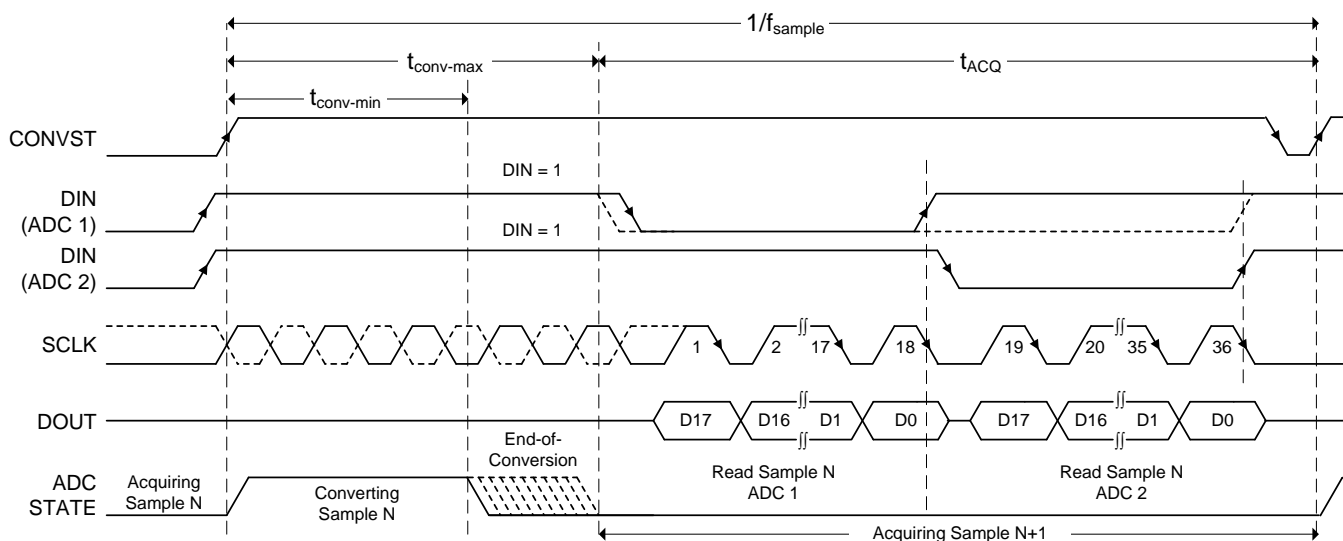 1/fsample
tconv-max
tACQ
tconv-min
CONVST
DIN = 1
DIN
(ADC 1)
DIN = 1
DIN
(ADC 2)
SCLK
1 2 17 18 19 20 35 36
DOUT
D17 D16 D1 D0 D17 D16 D1 D0
ADC
STATE
Acquiring
Sample N
Converting
Sample N
End-of-
Conversion
Read Sample N
ADC 1
Read Sample N
ADC 2
Acquiring Sample N+1